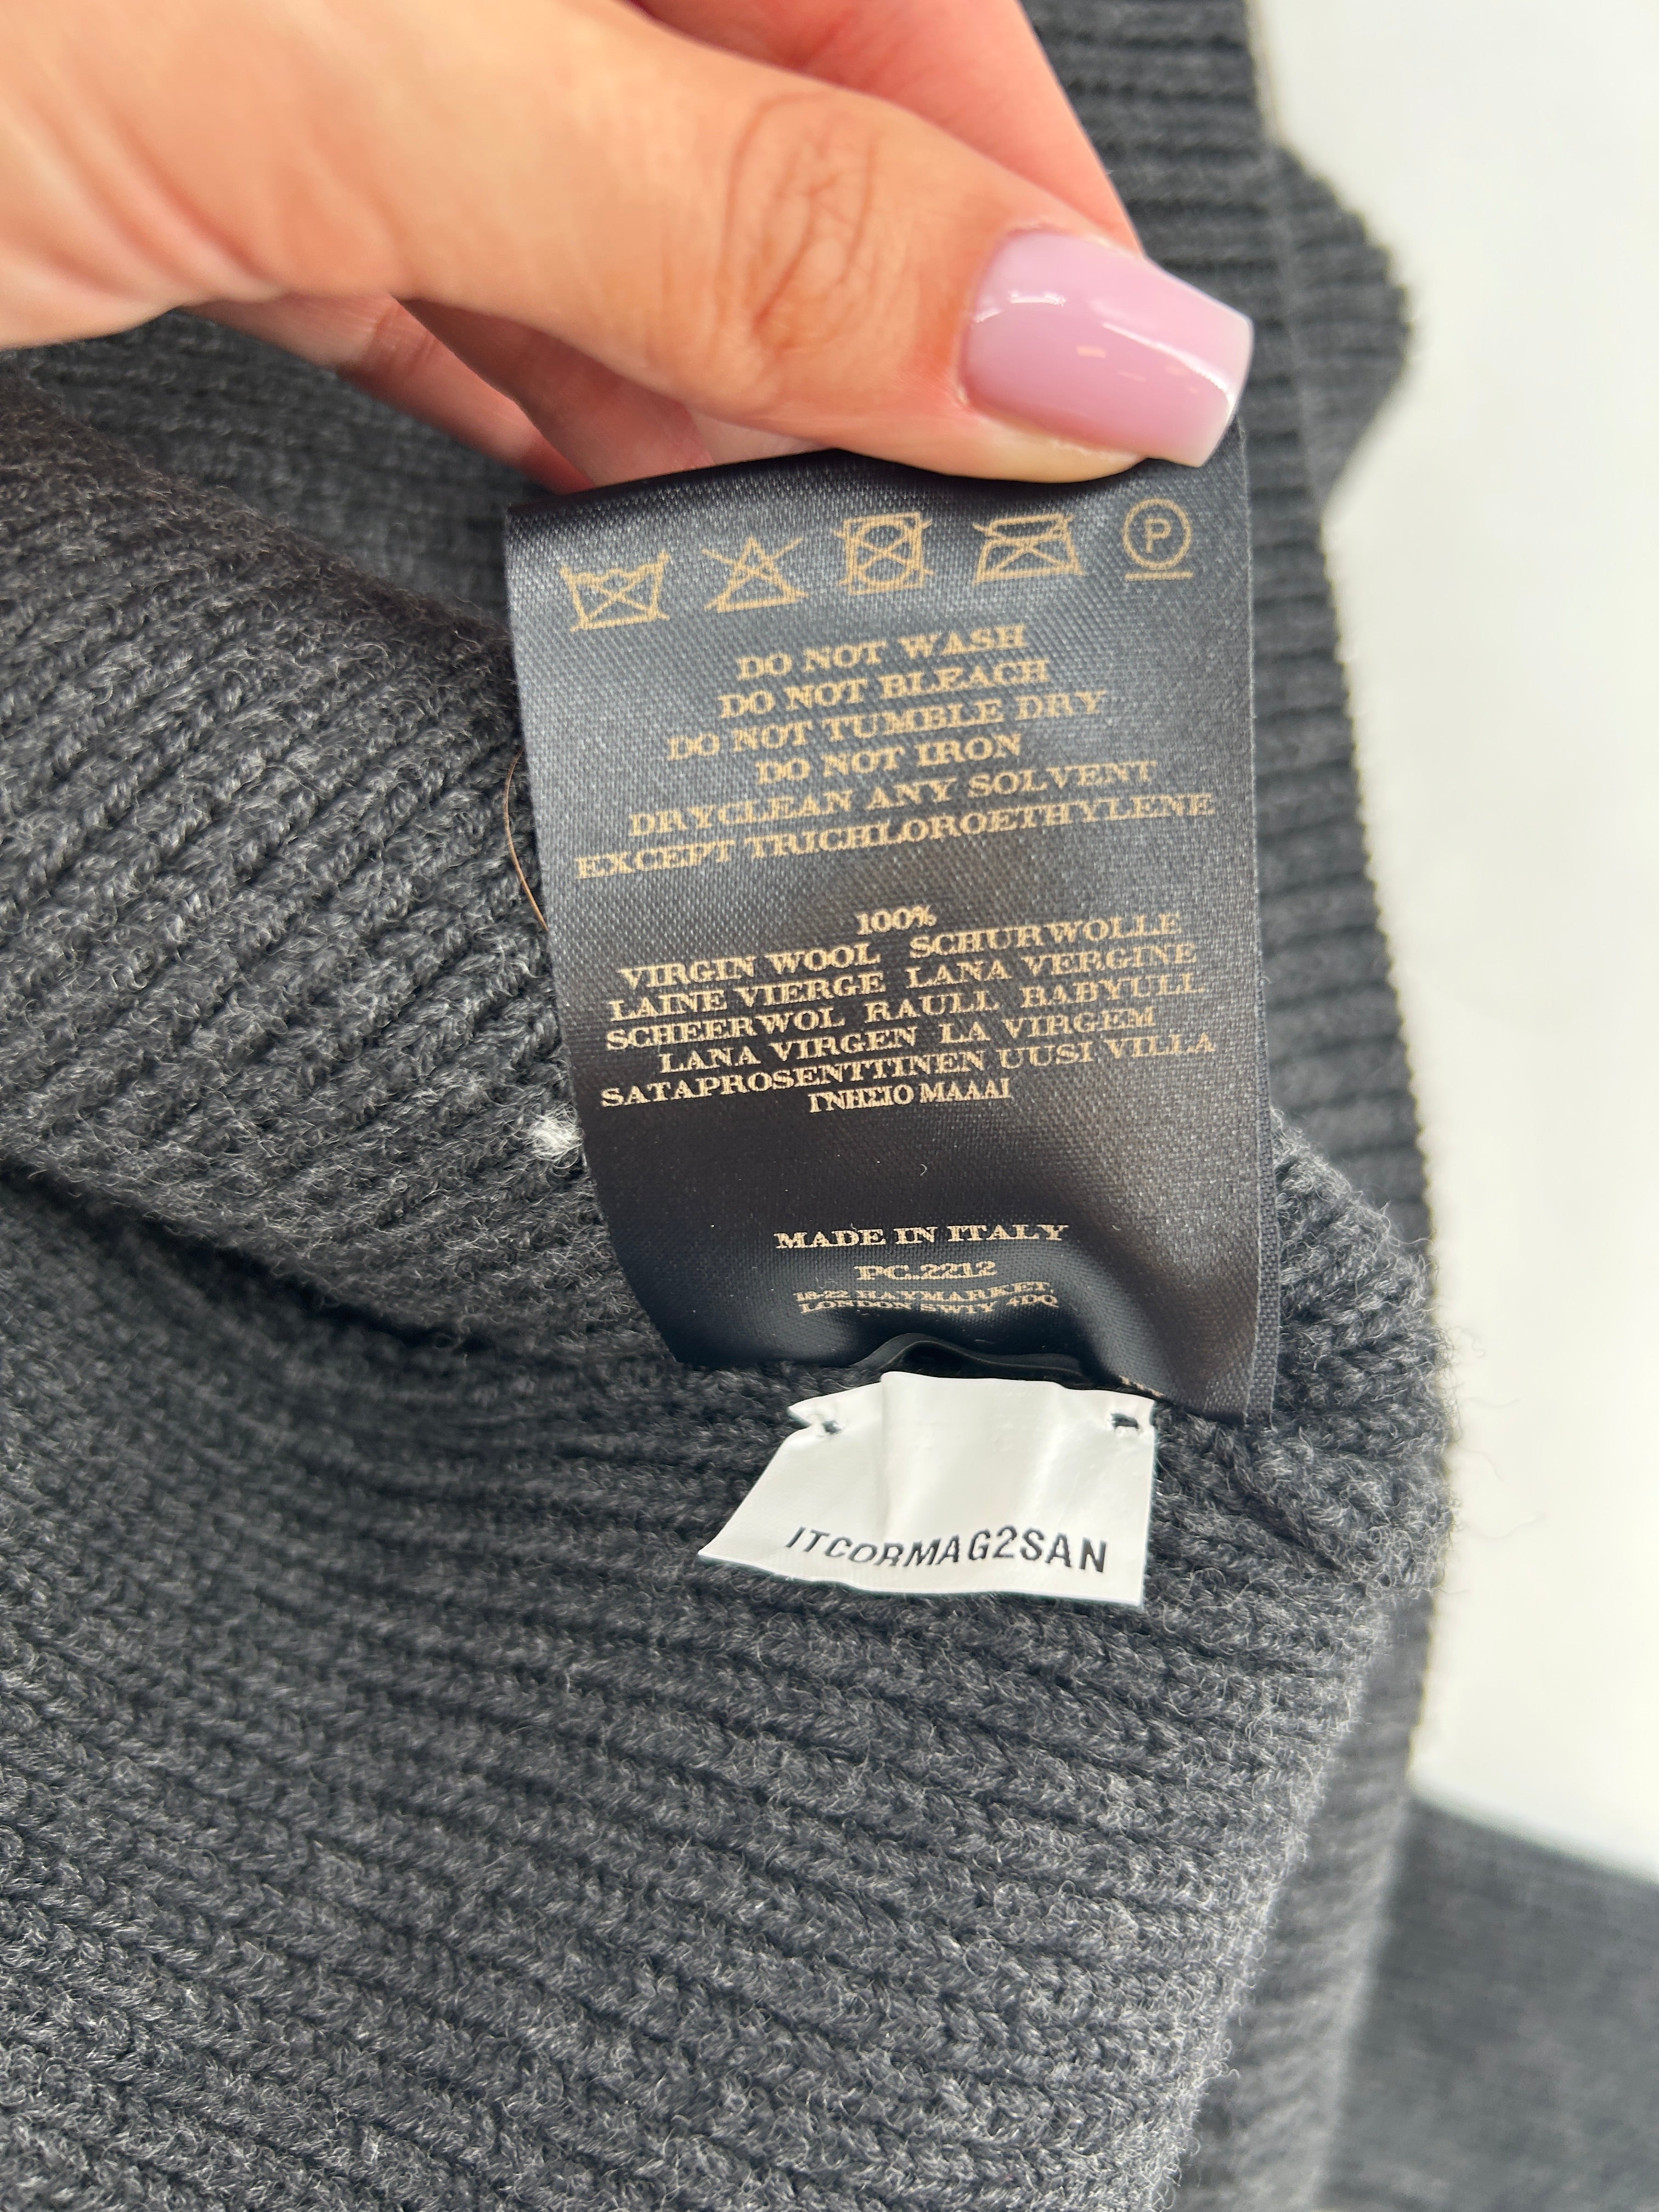 P
DO NOT WASH
DO NOT BLEACH
DO NOT TUMBLE DRY
DO NOT IRON
DRYCLEAN ANY SOLVENT
EXCEPT TRICHLOROETHYLENE
100%
VIRGIN WOOL SCHURWOLLE
LAINE VIERGE LANA VERGINE
SCHEERWOL RAULL BABYULL
LANA VIRGEN LA VIRGEM
SATAPROSENTTINEN UUSI VILLA
ΓΝΗΣΙΟ ΜΑΛΛΙ
MADE IN ITALY
PC.2212
18-22 HAYMARKET
LONDON SW1Y 4DQ
ITCORMAG2SAN